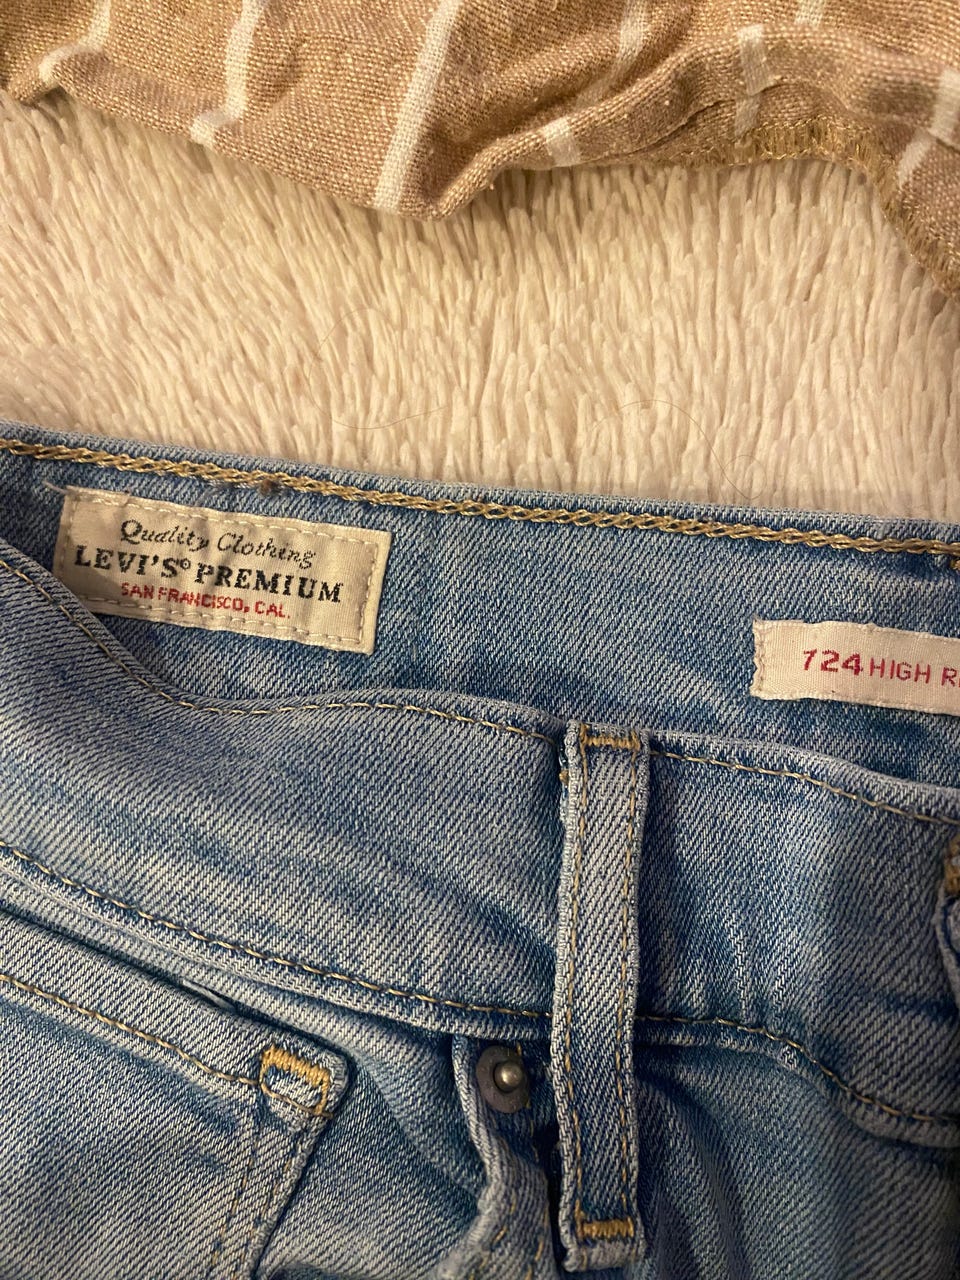 Quality Clothing
LEVI'S® PREMIUM
SAN FRANCISCO, CAL.
724 HIGH R